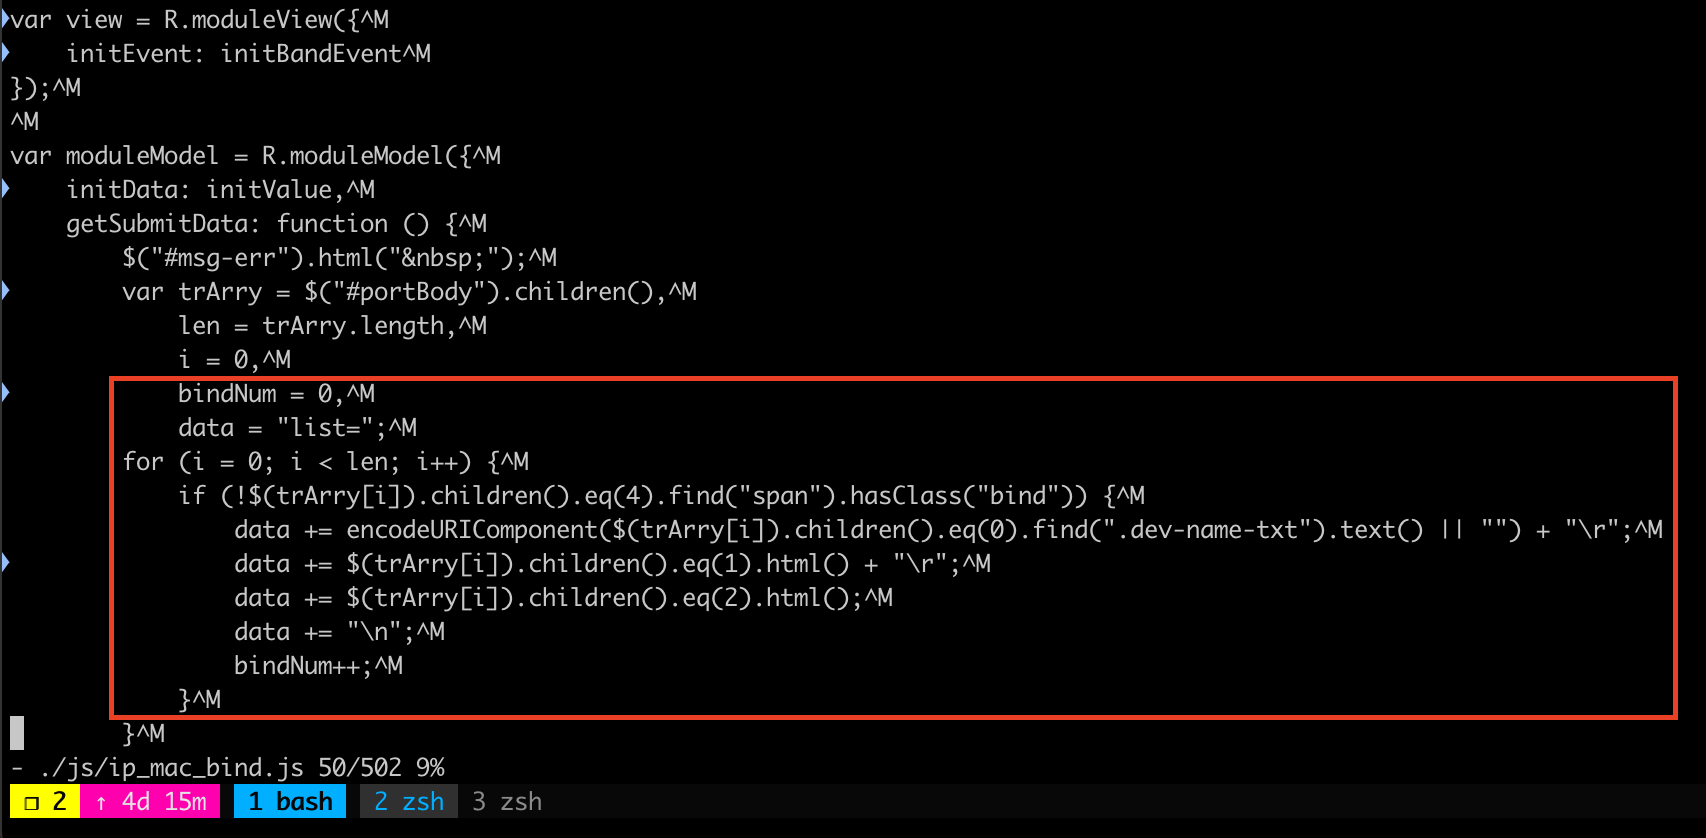 var view = R.moduleView({^M
    initEvent: initBandEvent^M
});^M
^M
var moduleModel = R.moduleModel({^M
    initData: initValue,^M
    getSubmitData: function () {^M
        $("#msg-err").html("&nbsp;");^M
        var trArry = $("#portBody").children(),^M
            len = trArry.length,^M
            i = 0,^M
            bindNum = 0,^M
            data = "list=";^M
        for (i = 0; i < len; i++) {^M
            if (!$(trArry[i]).children().eq(4).find("span").hasClass("bind")) {^M
                data += encodeURIComponent($(trArry[i]).children().eq(0).find(".dev-name-txt").text() || "") + "\r";^M
                data += $(trArry[i]).children().eq(1).html() + "\r";^M
                data += $(trArry[i]).children().eq(2).html();^M
                data += "\n";^M
                bindNum++;^M
            }^M
        }^M
- ./js/ip_mac_bind.js 50/502 9%
❐ 2 ↑ 4d 15m 1 bash 2 zsh 3 zsh